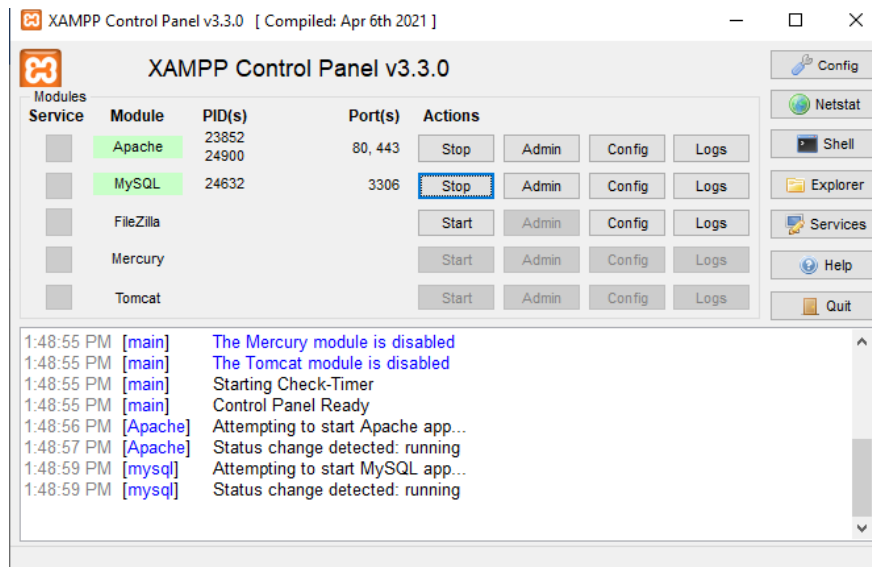 XAMPP Control Panel v3.3.0 [ Compiled: Apr 6th 2021 ]
XAMPP Control Panel v3.3.0
Config
Modules
Service Module PID(s) Port(s) Actions
Netstat
Apache 23852 24900 80, 443 Stop Admin Config Logs
Shell
MySQL 24632 3306 Stop Admin Config Logs
Explorer
FileZilla Start Admin Config Logs
Services
Mercury Start Admin Config Logs
Help
Tomcat Start Admin Config Logs
Quit
1:48:55 PM [main] The Mercury module is disabled
1:48:55 PM [main] The Tomcat module is disabled
1:48:55 PM [main] Starting Check-Timer
1:48:55 PM [main] Control Panel Ready
1:48:56 PM [Apache] Attempting to start Apache app...
1:48:57 PM [Apache] Status change detected: running
1:48:59 PM [mysql] Attempting to start MySQL app...
1:48:59 PM [mysql] Status change detected: running